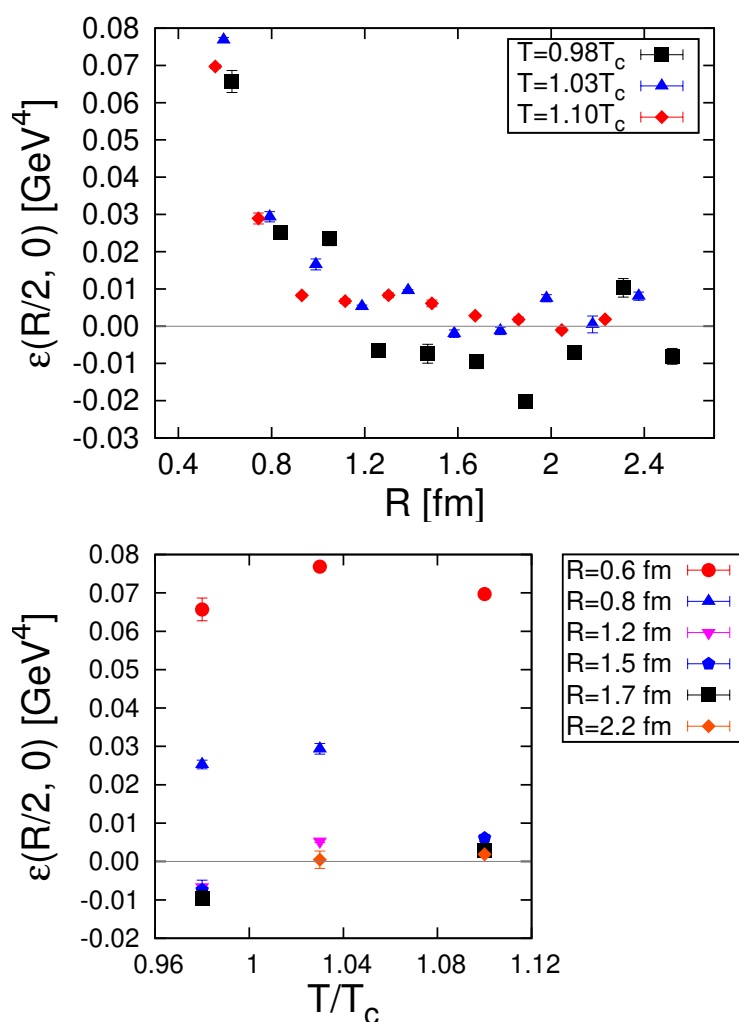 ε(R/2, 0) [GeV⁴]
0.08
0.07
0.06
0.05
0.04
0.03
0.02
0.01
0.00
-0.01
-0.02
-0.03
0.4 0.8 1.2 1.6 2 2.4
R [fm]
T=0.98T_c
T=1.03T_c
T=1.10T_c
ε(R/2, 0) [GeV⁴]
0.08
0.07
0.06
0.05
0.04
0.03
0.02
0.01
0.00
-0.01
-0.02
0.96 1 1.04 1.08 1.12
T/T_c
R=0.6 fm
R=0.8 fm
R=1.2 fm
R=1.5 fm
R=1.7 fm
R=2.2 fm